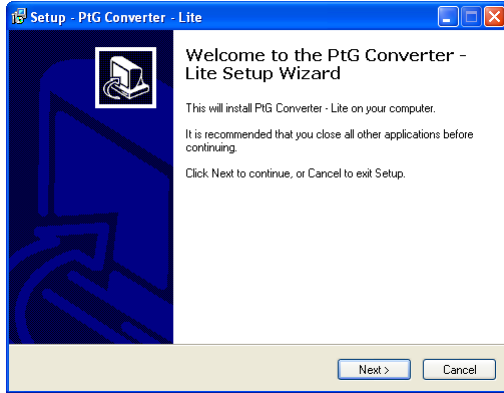 Setup - PtG Converter - Lite
Welcome to the PtG Converter -
Lite Setup Wizard
This will install PtG Converter - Lite on your computer.
It is recommended that you close all other applications before
continuing.
Click Next to continue, or Cancel to exit Setup.
Next >
Cancel